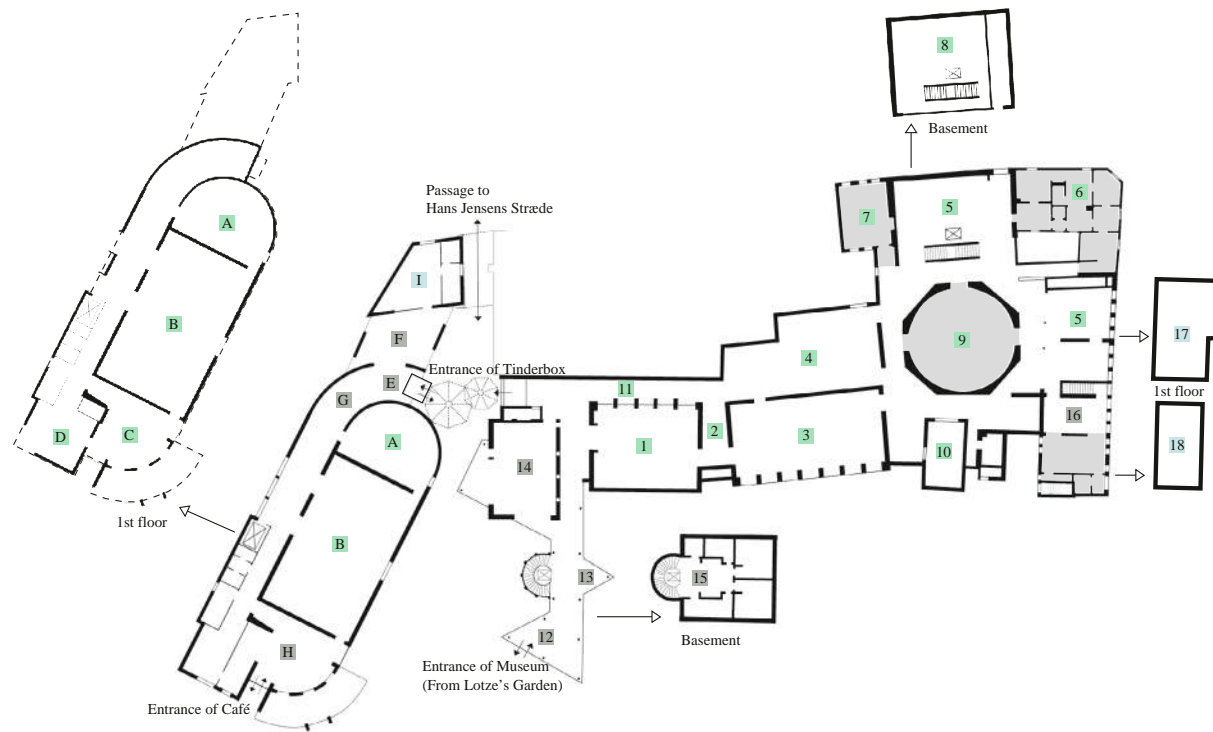 8
Basement
Passage to
Hans Jensens Stræde
A
5
6
7
I
B
F
9
5
17
4
Entrance of Tinderbox
E
11
1st floor
G
16
D
C
A
1
2
3
10
18
14
1st floor
B
13
15
12
Basement
H
Entrance of Museum
(From Lotze's Garden)
Entrance of Café